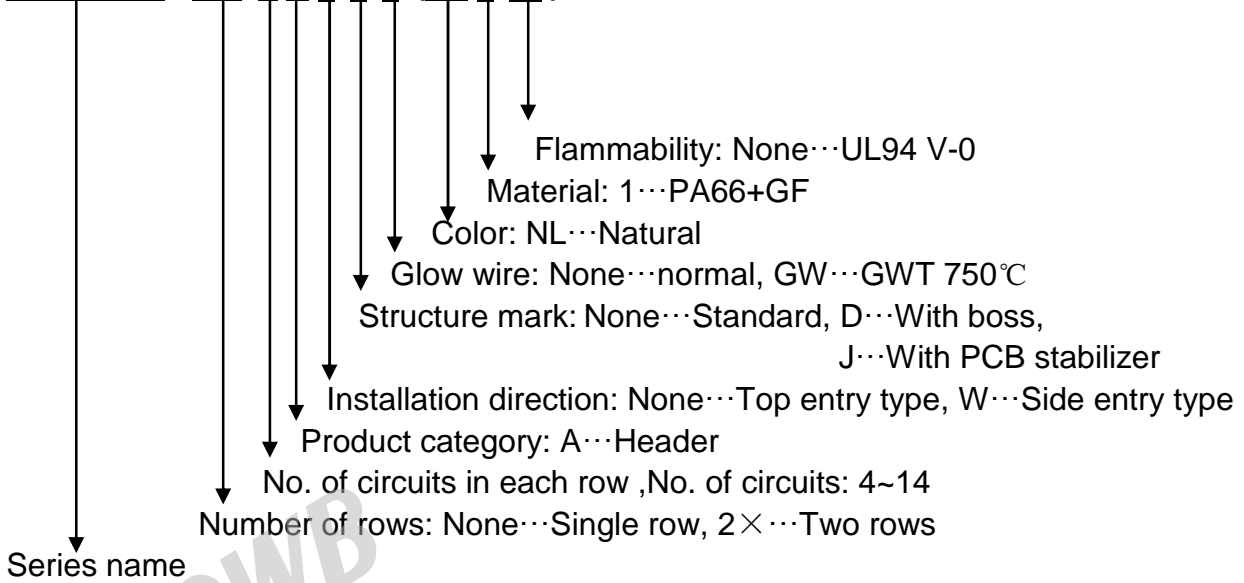 Flammability: None⋯UL94 V-0
Material: 1⋯PA66+GF
Color: NL⋯Natural
Glow wire: None⋯normal, GW⋯GWT 750℃
Structure mark: None⋯Standard, D⋯With boss,
J⋯With PCB stabilizer
Installation direction: None⋯Top entry type, W⋯Side entry type
Product category: A⋯Header
No. of circuits in each row ,No. of circuits: 4~14
Number of rows: None⋯Single row, 2×⋯Two rows
Series name